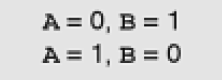 A = 0, B = 1
A = 1, B = 0